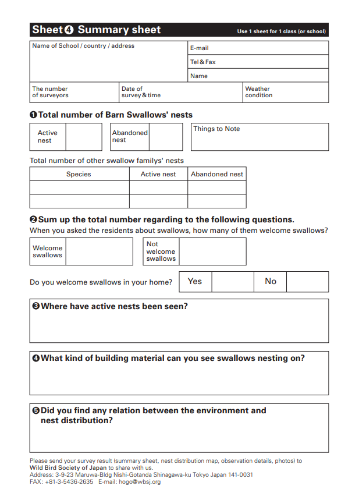 Sheet❹ Summary sheet
Use 1 sheet for 1 class (or school)
Name of School / country / address
E-mail
Tel & Fax
Name
The number
of surveyors
Date of
survey & time
Weather
condition
❶Total number of Barn Swallows' nests
Active
nest
Abandoned
nest
Things to Note
Total number of other swallow familys' nests
Species
Active nest
Abandoned nest
❷Sum up the total number regarding to the following questions.
When you asked the residents about swallows, how many of them welcome swallows?
Welcome
swallows
Not
welcome
swallows
Do you welcome swallows in your home?
Yes
No
❸Where have active nests been seen?
❹What kind of building material can you see swallows nesting on?
❺Did you find any relation between the environment and
nest distribution?
Please send your survey result (summary sheet, nest distribution map, observation details, photos) to
Wild Bird Society of Japan to share with us.
Address: 3-9-23 Maruwa-Bldg Nishi-Gotanda Shinagawa-ku Tokyo Japan 141-0031
FAX: +81-3-5436-2635 E-mail: hogo@wbsj.org